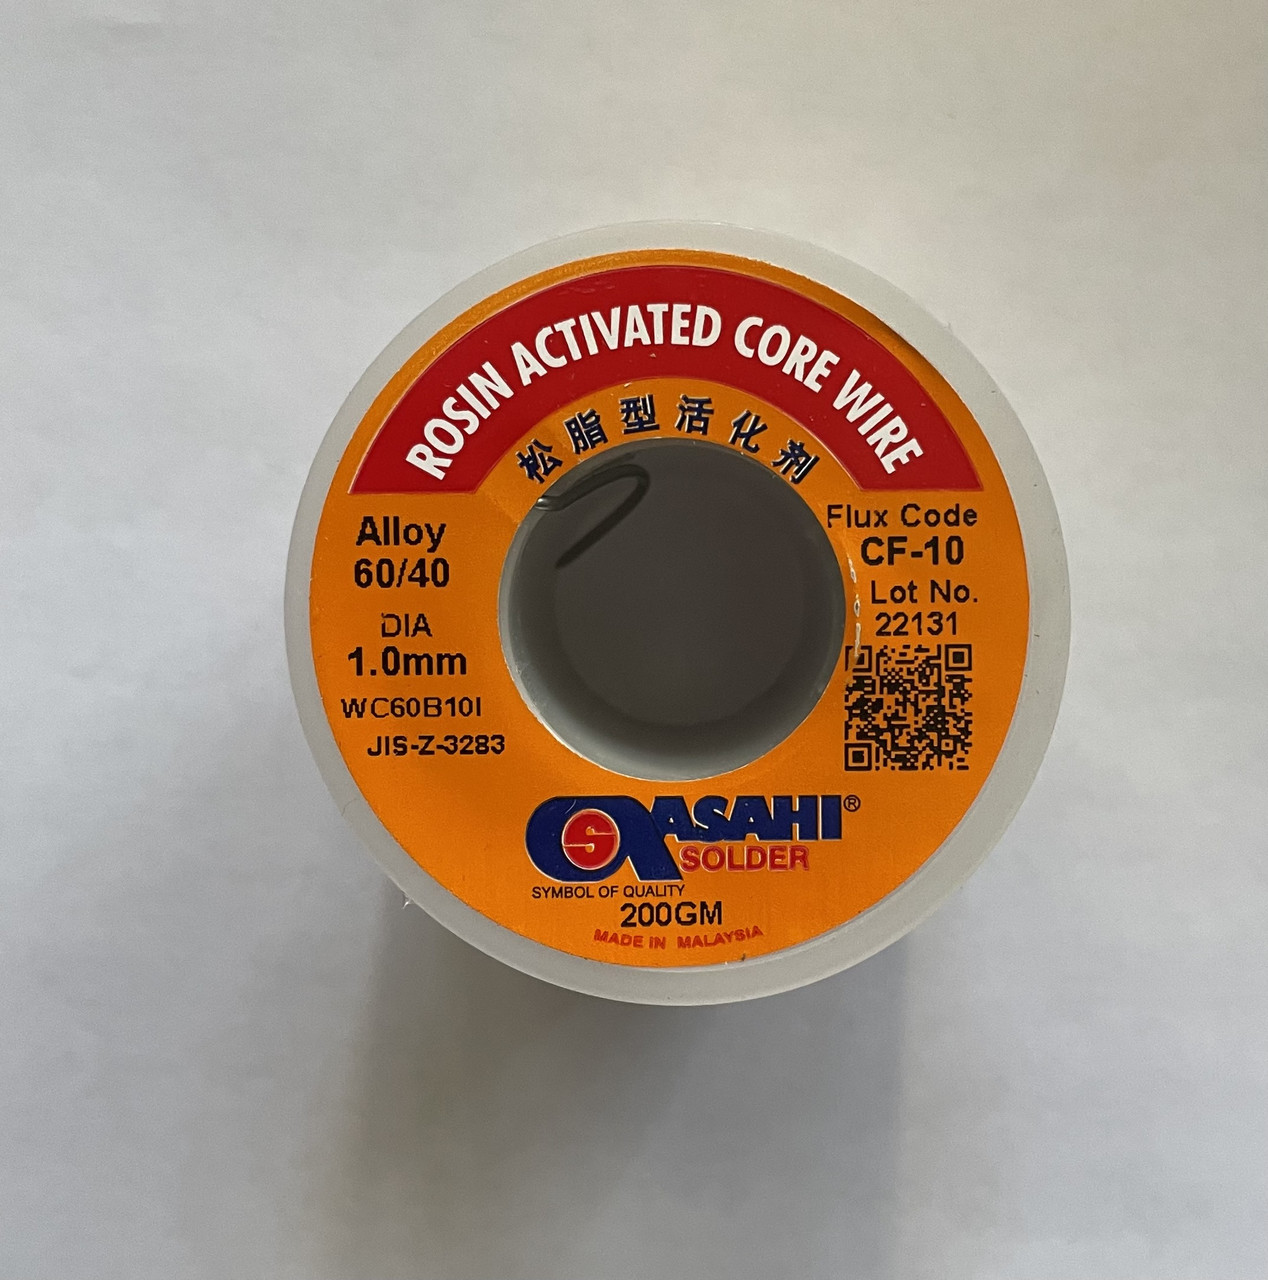 ROSIN ACTIVATED CORE WIRE
松脂型活化剂
Alloy
60/40
DIA
1.0mm
WC60B10I
JIS-Z-3283
Flux Code
CF-10
Lot No.
22131
ASAHI®
SOLDER
S
SYMBOL OF QUALITY
200GM
MADE IN MALAYSIA